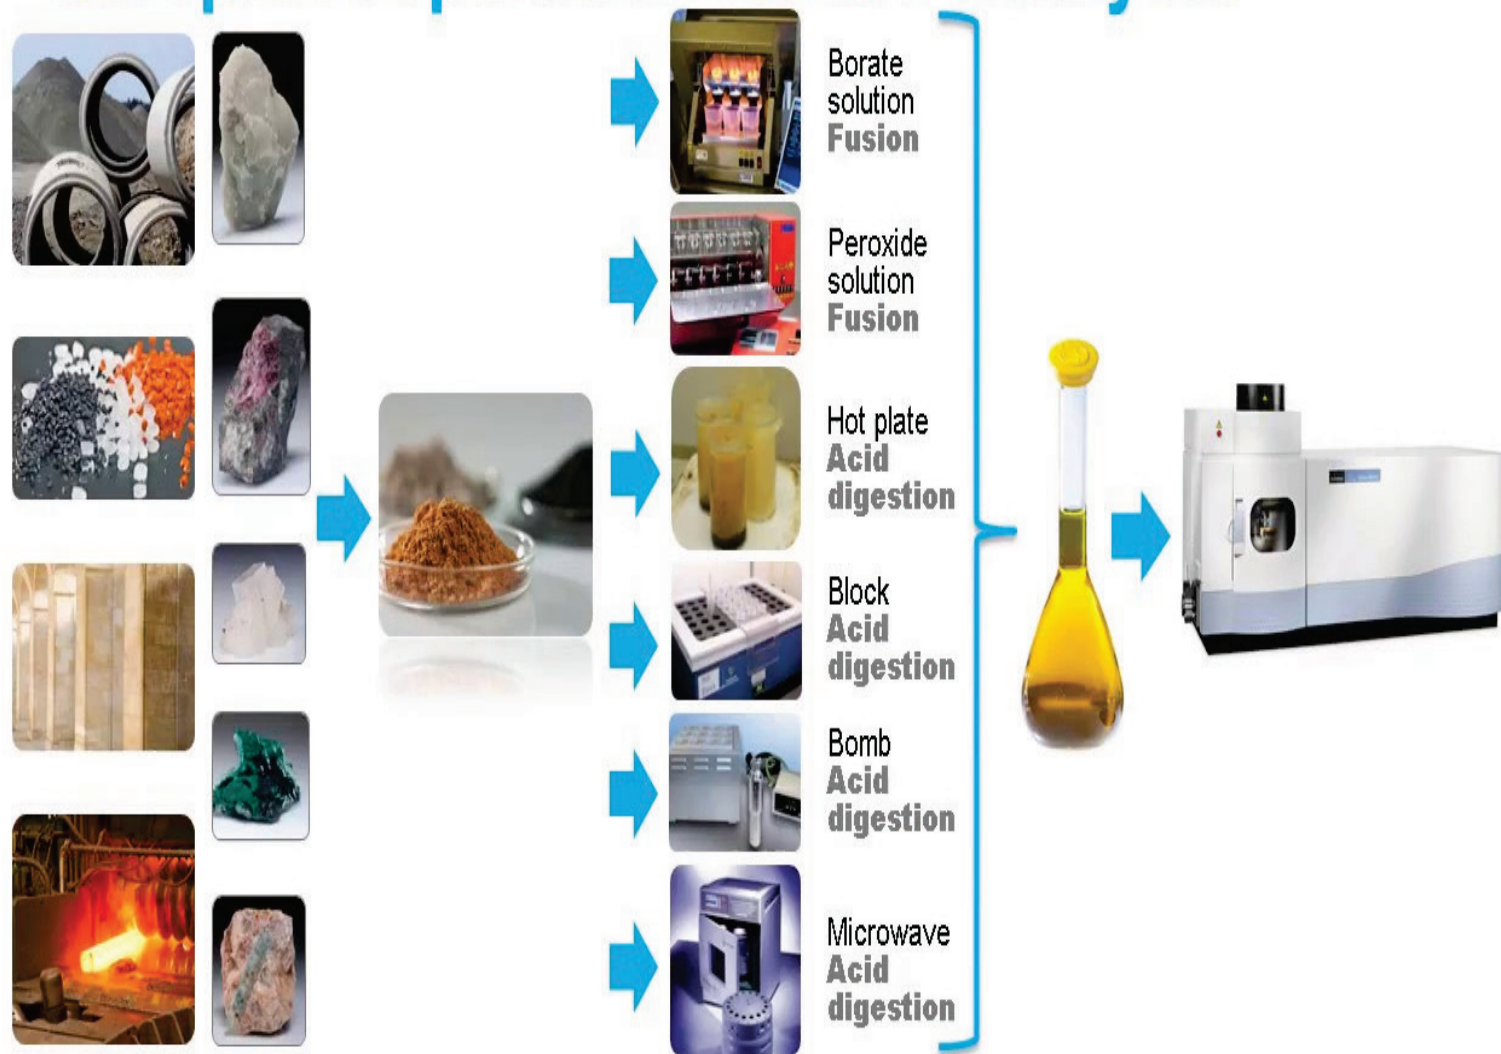 Borate
solution
Fusion
Peroxide
solution
Fusion
Hot plate
Acid
digestion
Block
Acid
digestion
Bomb
Acid
digestion
Microwave
Acid
digestion